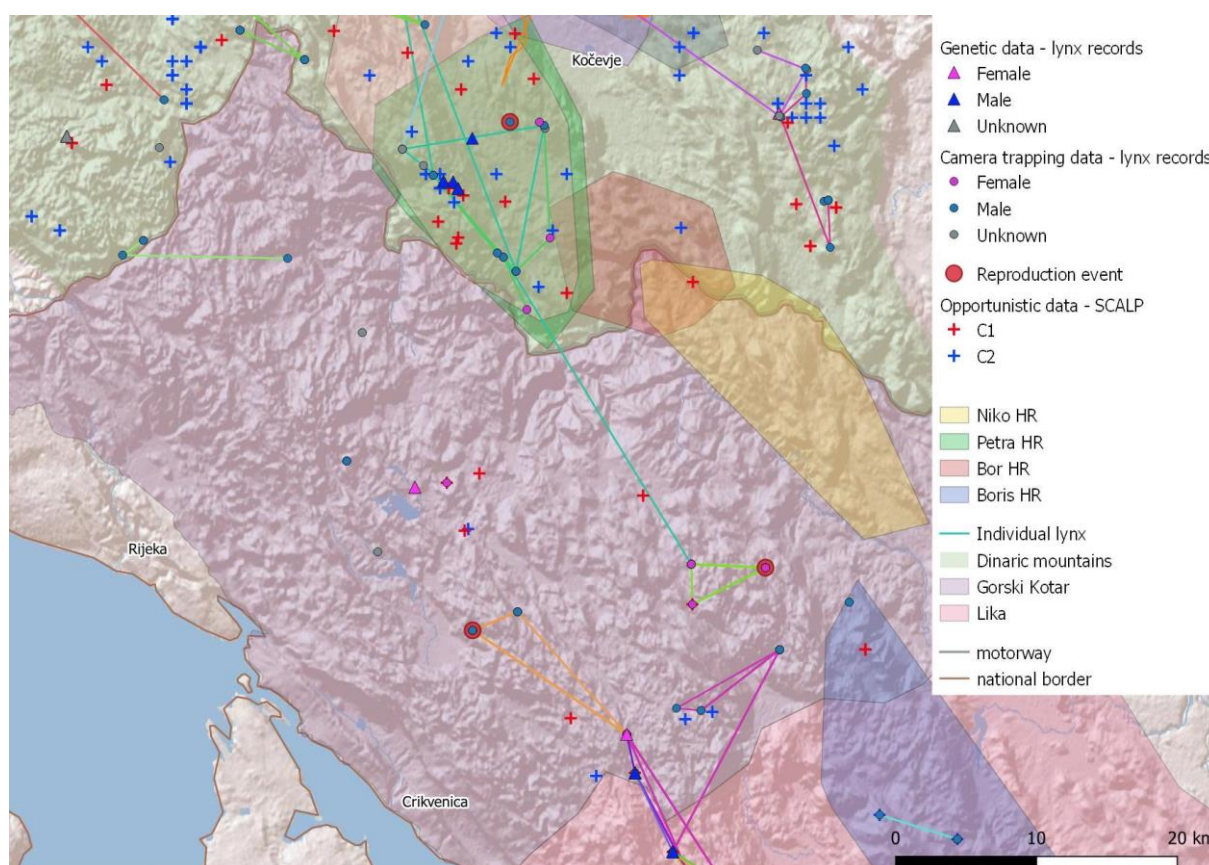 Kočevje
Rijeka
Crikvenica
Genetic data - lynx records
Female
Male
Unknown
Camera trapping data - lynx records
Female
Male
Unknown
Reproduction event
Opportunistic data - SCALP
C1
C2
Niko HR
Petra HR
Bor HR
Boris HR
Individual lynx
Dinaric mountains
Gorski Kotar
Lika
motorway
national border
0 10 20 km